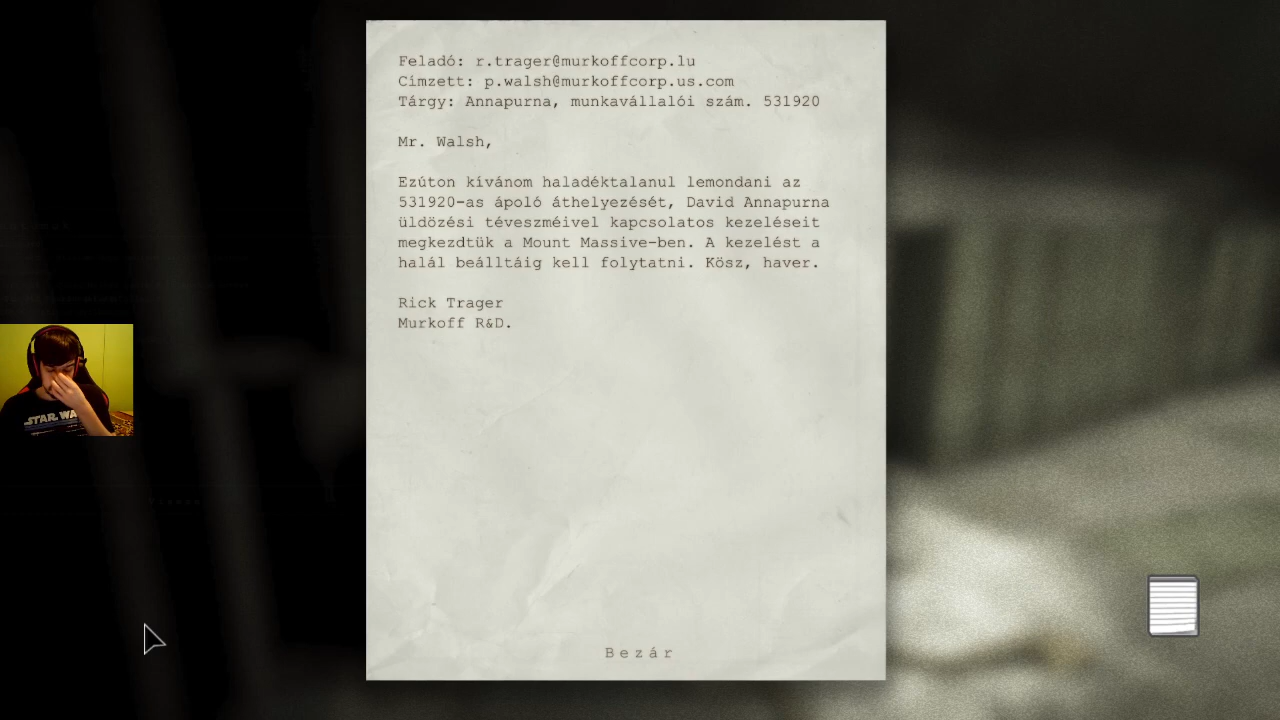 Feladó: r.trager@murkoffcorp.lu
Címzett: p.walsh@murkoffcorp.us.com
Tárgy: Annapurna, munkavállalói szám. 531920
Mr. Walsh,
Ezúton kívánom haladéktalanul lemondani az
531920-as ápoló áthelyezését, David Annapurna
üldözési téveszméivel kapcsolatos kezeléseit
megkezdtük a Mount Massive-ben. A kezelést a
halál beálltáig kell folytatni. Kösz, haver.
Rick Trager
Murkoff R&D.
STAR WA
Bezár